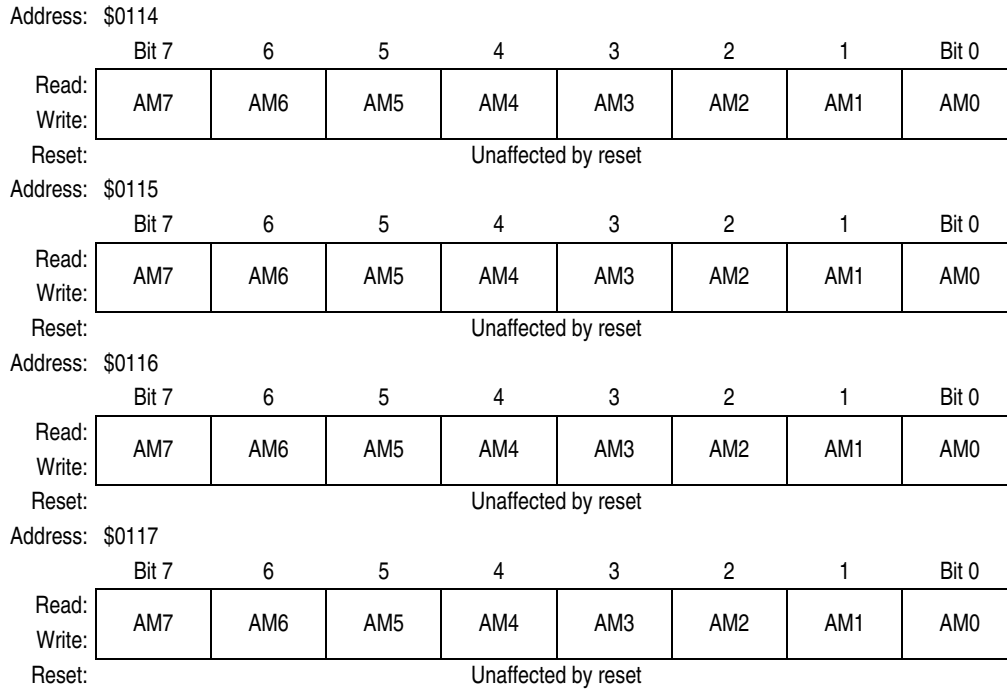 Address: $0114
Bit 7 6 5 4 3 2 1 Bit 0
Read:
AM7 AM6 AM5 AM4 AM3 AM2 AM1 AM0
Write:
Reset: Unaffected by reset
Address: $0115
Bit 7 6 5 4 3 2 1 Bit 0
Read:
AM7 AM6 AM5 AM4 AM3 AM2 AM1 AM0
Write:
Reset: Unaffected by reset
Address: $0116
Bit 7 6 5 4 3 2 1 Bit 0
Read:
AM7 AM6 AM5 AM4 AM3 AM2 AM1 AM0
Write:
Reset: Unaffected by reset
Address: $0117
Bit 7 6 5 4 3 2 1 Bit 0
Read:
AM7 AM6 AM5 AM4 AM3 AM2 AM1 AM0
Write:
Reset: Unaffected by reset